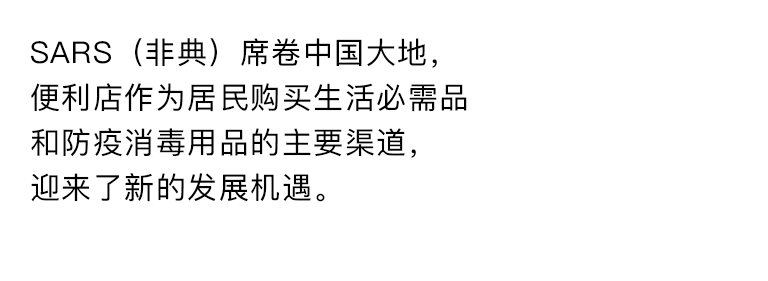 SARS（非典）席卷中国大地，
便利店作为居民购买生活必需品
和防疫消毒用品的主要渠道，
迎来了新的发展机遇。